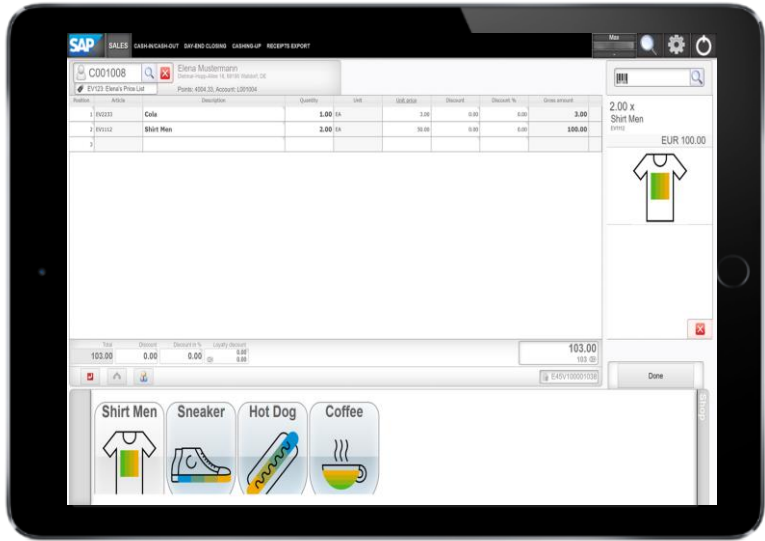 SAP SALES CASH-IN/CASH-OUT DAY-END CLOSING CASHING-UP RECEIPTS EXPORT
Max
C001008
Elena Mustermann
EV123: Elena's Price List
Points: 4004.33, Account: L001004
Position Article Description Quantity Unit Unit price Discount Discount % Gross amount
1 EV2233 Cola 1.00 EA 3.00 0.00 0.00 3.00
2 EV1112 Shirt Men 2.00 EA 50.00 0.00 0.00 100.00
3
2.00 x
Shirt Men
EV1112
EUR 100.00
Total Discount Discount in % Loyalty discount
103.00 0.00 0.00 0.00
0.00
103.00
103
E45V100001038
Done
Shop
Shirt Men Sneaker Hot Dog Coffee